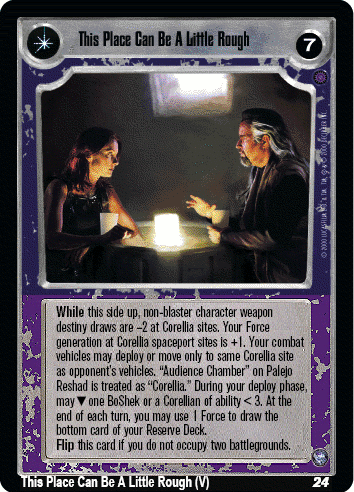 This Place Can Be A Little Rough
7
While this side up, non-blaster character weapon
destiny draws are –2 at Corellia sites. Your Force
generation at Corellia spaceport sites is +1. Your combat
vehicles may deploy or move only to same Corellia site
as opponent's vehicles. “Audience Chamber” on Palejo
Reshad is treated as “Corellia.” During your deploy phase,
may ▼ one BoShek or a Corellian of ability < 3. At the
end of each turn, you may use 1 Force to draw the
bottom card of your Reserve Deck.
Flip this card if you do not occupy two battlegrounds.
This Place Can Be A Little Rough (V)
24